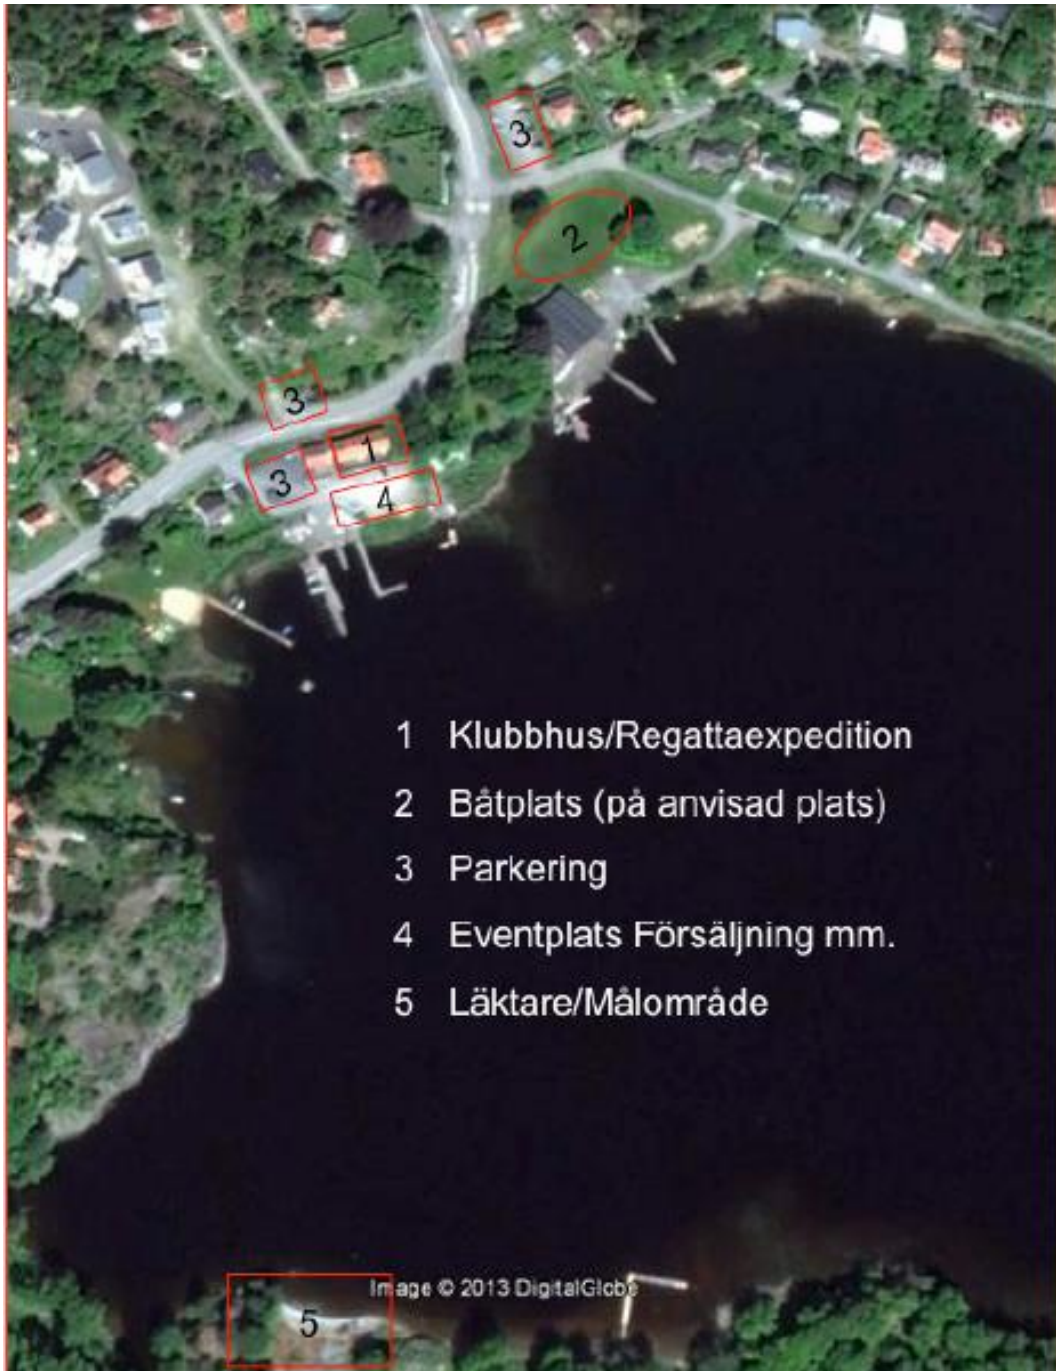 3
2
3
1
3
4
1 Klubbhus/Regattaexpedition
2 Båtplats (på anvisad plats)
3 Parkering
4 Eventplats Försäljning mm.
5 Läktare/Målområde
Image © 2013 DigitalGlobe
5